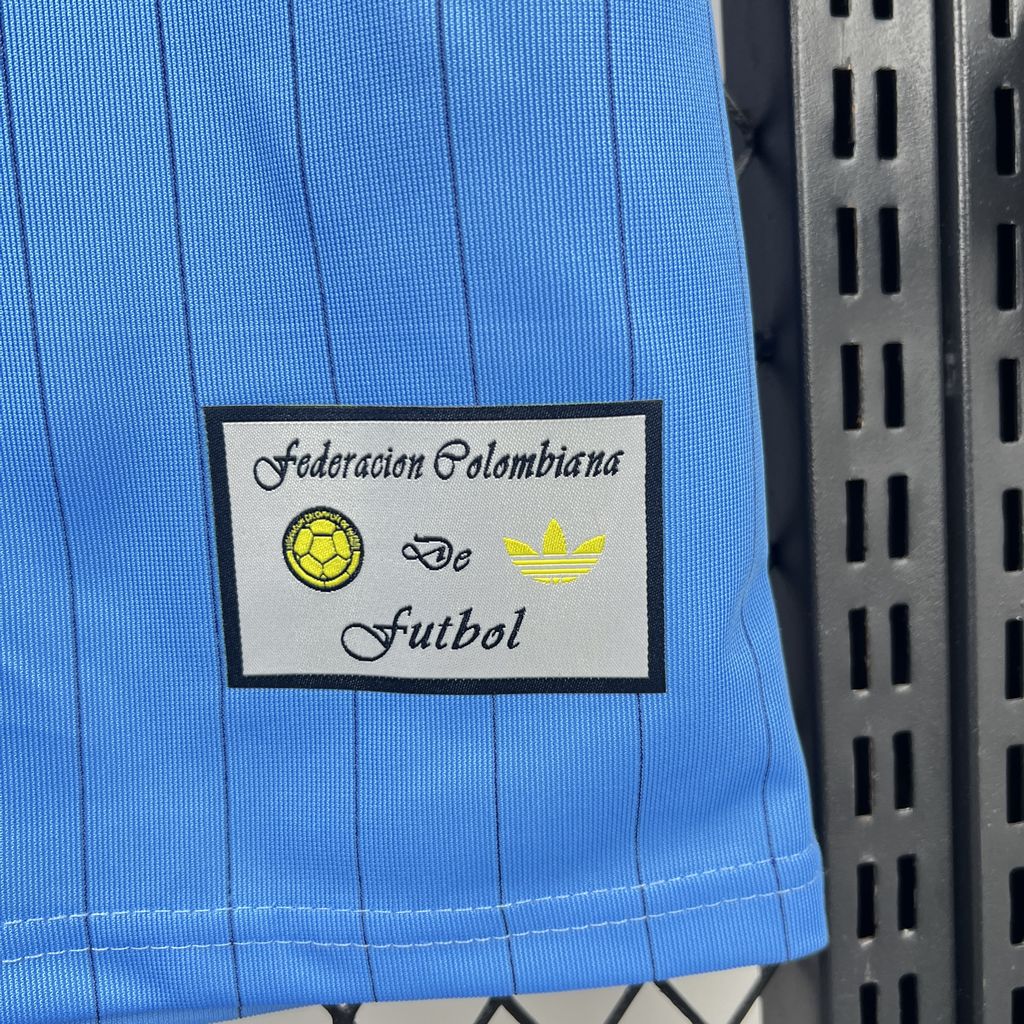 Federacion Colombiana
De
Futbol